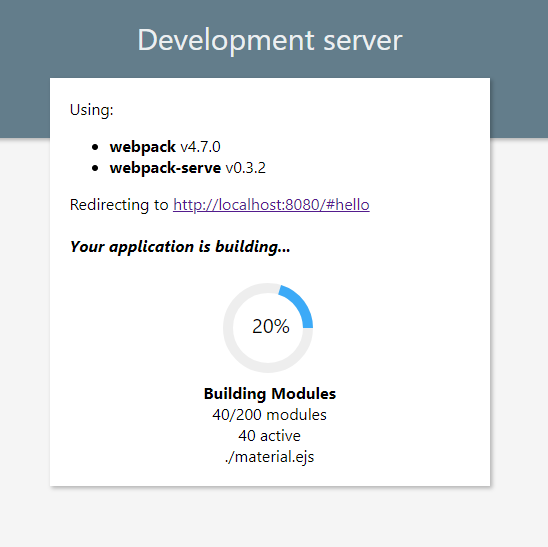 Development server
Using:
webpack v4.7.0
webpack-serve v0.3.2
Redirecting to http://localhost:8080/#hello
Your application is building...
20%
Building Modules
40/200 modules
40 active
./material.ejs